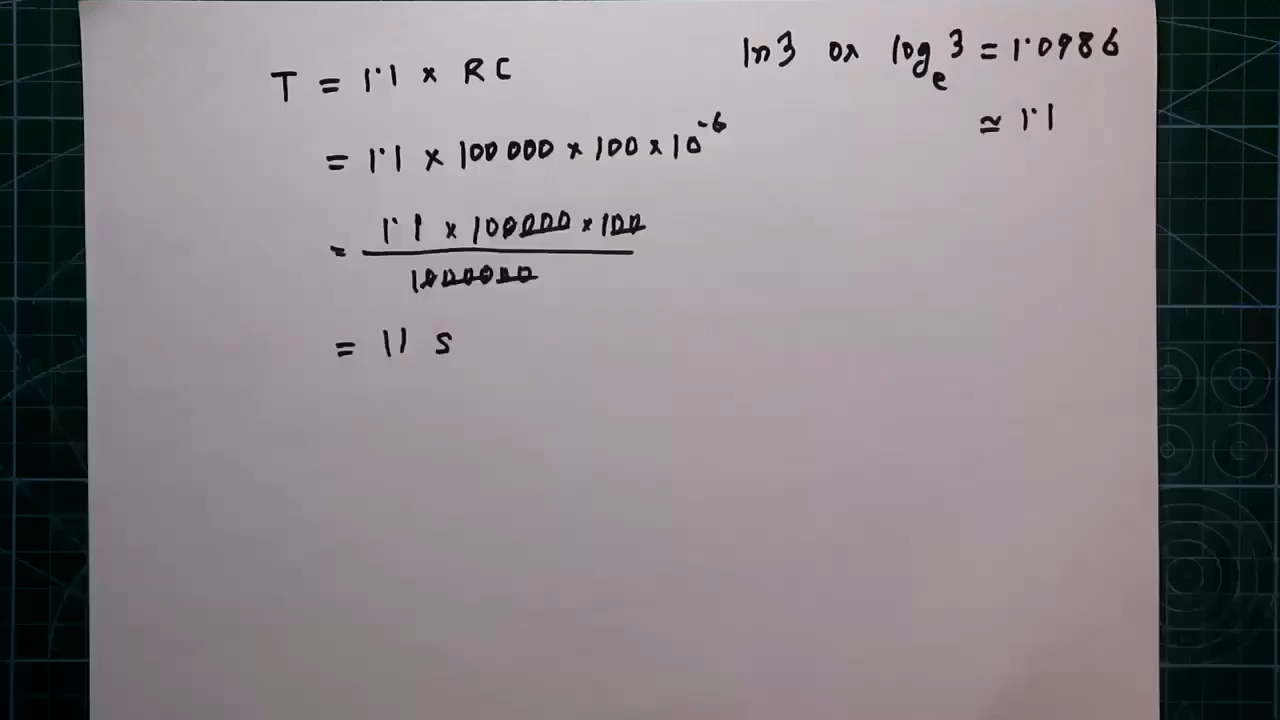 T = 1·1 × RC
= 1·1 × 100 000 × 100 × 10⁻⁶
= 1·1 × 100000 × 100 / 1000000
= 11 s
ln3 or logₑ3 = 1·0986
≃ 1·1